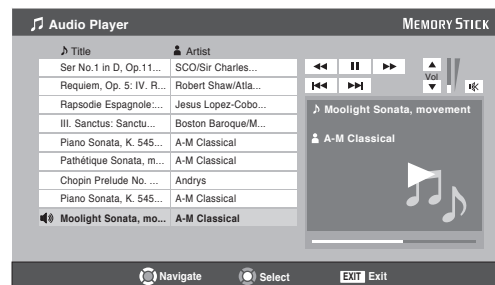 Audio Player
MEMORY STICK
Title Artist
Ser No.1 in D, Op.11... SCO/Sir Charles...
Requiem, Op. 5: IV. R... Robert Shaw/Atla...
Rapsodie Espagnole:... Jesus Lopez-Cobo...
III. Sanctus: Sanctu... Boston Baroque/M...
Piano Sonata, K. 545... A-M Classical
Pathétique Sonata, m... A-M Classical
Chopin Prelude No. ... Andrys
Piano Sonata, K. 545... A-M Classical
Moolight Sonata, mo... A-M Classical
Vol
Moolight Sonata, movement
A-M Classical
Navigate Select EXIT Exit